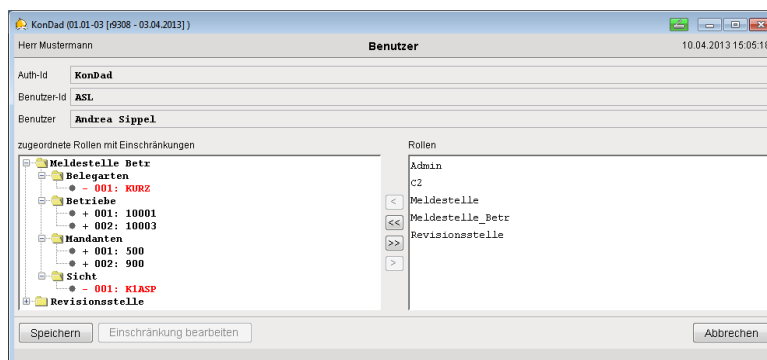 KonDad (01.01-03 [r9308 - 03.04.2013] )
Herr Mustermann
Benutzer
10.04.2013 15:05:18
Auth-Id
KonDad
Benutzer-Id
ASL
Benutzer
Andrea Sippel
zugeordnete Rollen mit Einschränkungen
Meldestelle Betr
Belegarten
- 001: KURZ
Betriebe
+ 001: 10001
+ 002: 10003
Mandanten
+ 001: 500
+ 002: 900
Sicht
- 001: K1ASP
Revisionsstelle
<
<<
>>
>
Rollen
Admin
C2
Meldestelle
Meldestelle_Betr
Revisionsstelle
Speichern
Einschränkung bearbeiten
Abbrechen